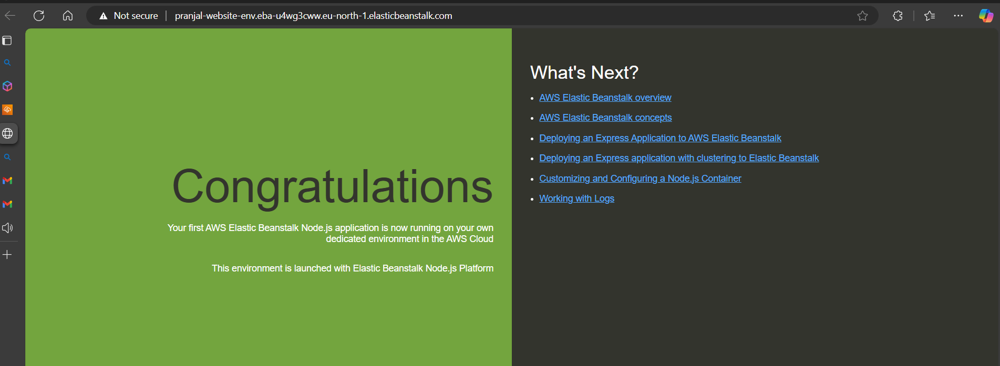 Not secure
pranjal-website-env.eba-u4wg3cww.eu-north-1.elasticbeanstalk.com
Congratulations
Your first AWS Elastic Beanstalk Node.js application is now running on your own
dedicated environment in the AWS Cloud
This environment is launched with Elastic Beanstalk Node.js Platform
What's Next?
AWS Elastic Beanstalk overview
AWS Elastic Beanstalk concepts
Deploying an Express Application to AWS Elastic Beanstalk
Deploying an Express application with clustering to Elastic Beanstalk
Customizing and Configuring a Node.js Container
Working with Logs